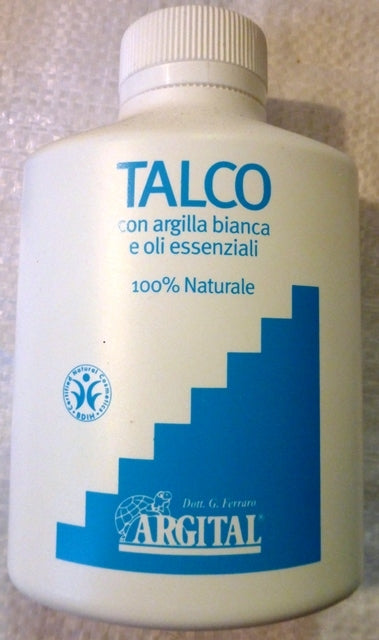 TALCO
con argilla bianca
e oli essenziali
100% Naturale
Certified Natural Cosmetics
BDIH
Dott. G. Ferraro
ARGITAL